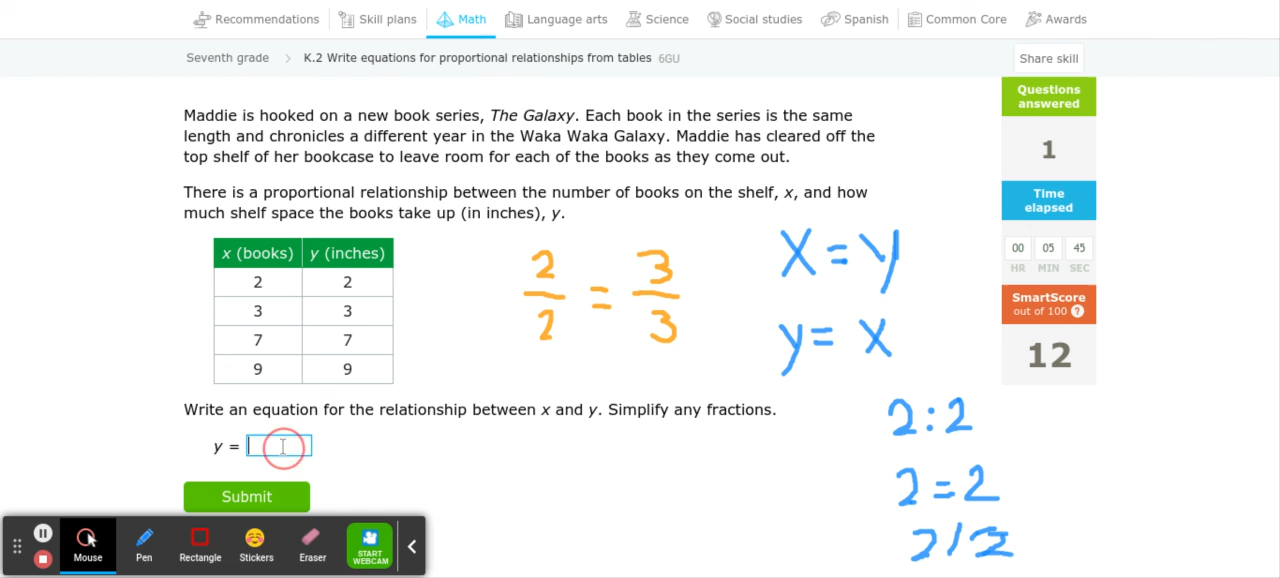 Recommendations Skill plans Math Language arts Science Social studies Spanish Common Core Awards
Seventh grade > K.2 Write equations for proportional relationships from tables 6GU
Share skill
Maddie is hooked on a new book series, The Galaxy. Each book in the series is the same
length and chronicles a different year in the Waka Waka Galaxy. Maddie has cleared off the
top shelf of her bookcase to leave room for each of the books as they come out.
There is a proportional relationship between the number of books on the shelf, x, and how
much shelf space the books take up (in inches), y.
x (books) y (inches)
2 2
3 3
7 7
9 9
2/2 = 3/3
X = y
y = x
2 : 2
2 = 2
2/2
Write an equation for the relationship between x and y. Simplify any fractions.
y =
Submit
Questions
answered
1
Time
elapsed
00 05 45
HR MIN SEC
SmartScore
out of 100 ?
12
Mouse Pen Rectangle Stickers Eraser START
WEBCAM